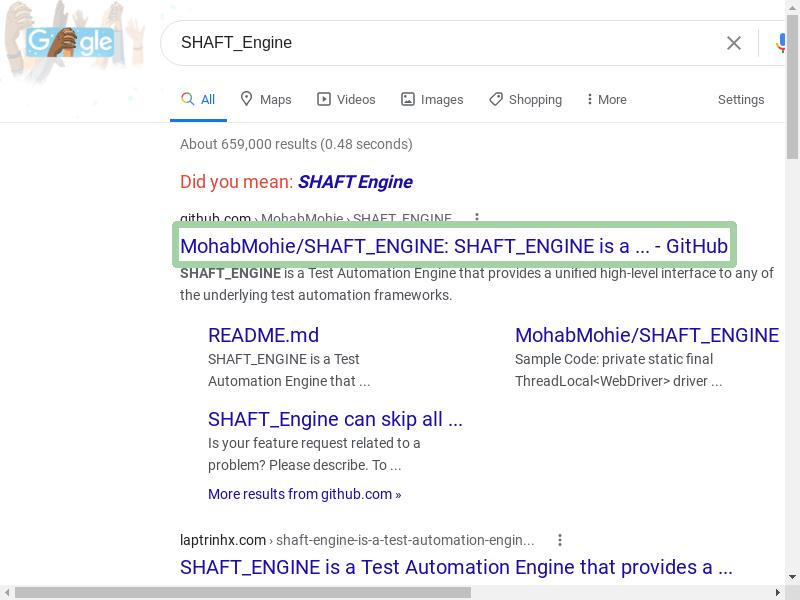 Google
SHAFT_Engine
All Maps Videos Images Shopping More Settings
About 659,000 results (0.48 seconds)
Did you mean: SHAFT Engine
github.com › MohabMohie › SHAFT_ENGINE
MohabMohie/SHAFT_ENGINE: SHAFT_ENGINE is a ... - GitHub
SHAFT_ENGINE is a Test Automation Engine that provides a unified high-level interface to any of
the underlying test automation frameworks.
README.md
SHAFT_ENGINE is a Test
Automation Engine that ...
MohabMohie/SHAFT_ENGINE
Sample Code: private static final
ThreadLocal<WebDriver> driver ...
SHAFT_Engine can skip all ...
Is your feature request related to a
problem? Please describe. To ...
More results from github.com »
laptrinhx.com › shaft-engine-is-a-test-automation-engin...
SHAFT_ENGINE is a Test Automation Engine that provides a ...